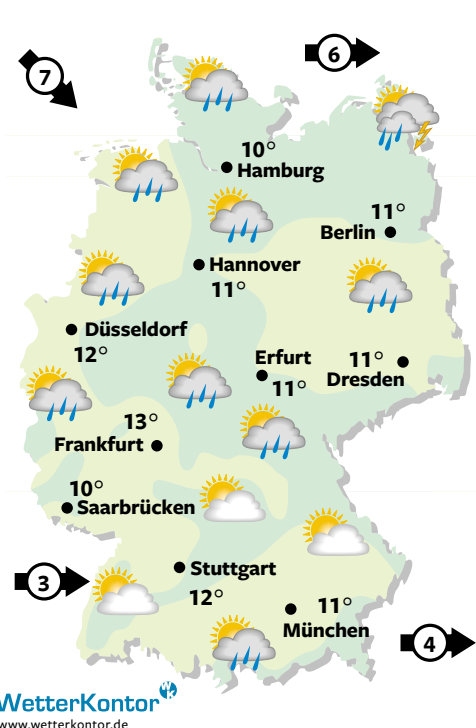 6
7
10°
Hamburg
11°
Berlin
Hannover
11°
Düsseldorf
12°
Erfurt
11°
11°
Dresden
13°
Frankfurt
10°
Saarbrücken
3
Stuttgart
12°
11°
München
4
WetterKontor
wk
www.wetterkontor.de